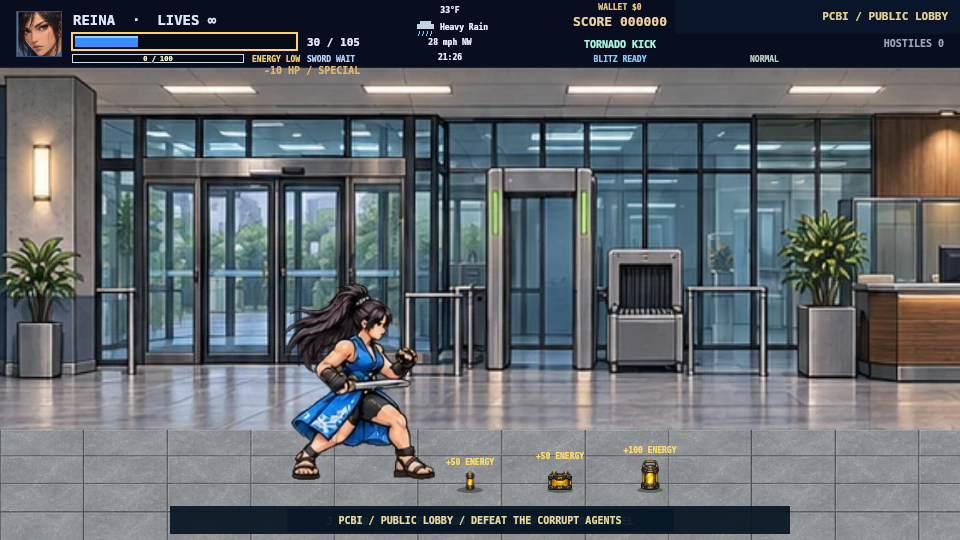 REINA · LIVES ∞
30 / 105
0 / 100
ENERGY LOW
SWORD WAIT
-10 HP / SPECIAL
33°F
Heavy Rain
28 mph NW
21:26
WALLET $0
SCORE 000000
TORNADO KICK
BLITZ READY
PCBI / PUBLIC LOBBY
HOSTILES 0
NORMAL
+50 ENERGY
+50 ENERGY
+100 ENERGY
PCBI / PUBLIC LOBBY / DEFEAT THE CORRUPT AGENTS